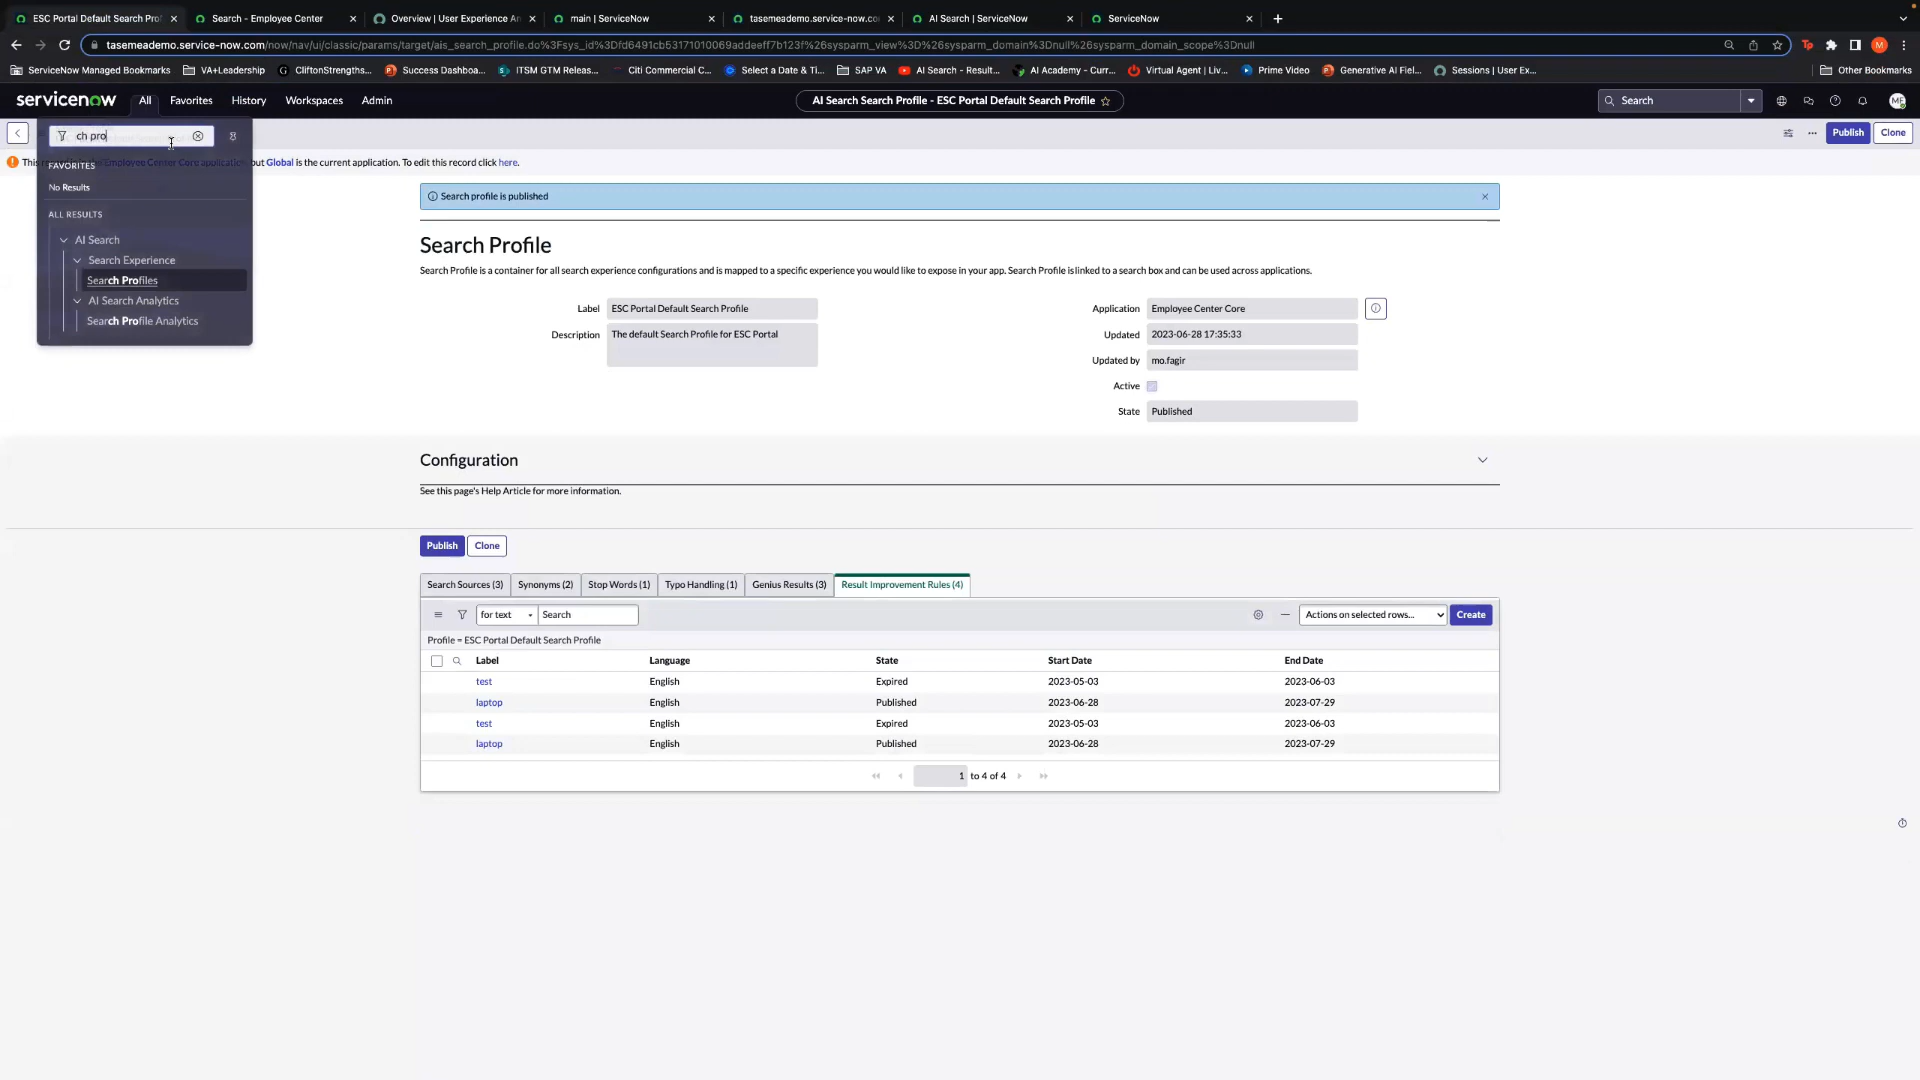 ESC Portal Default Search Prof
Search - Employee Center
Overview | User Experience An
main | ServiceNow
tasemeademo.service-now.co
AI Search | ServiceNow
ServiceNow
tasemeademo.service-now.com/now/nav/ui/classic/params/target/ais_search_profile.do%3Fsys_id%3Dfd6491cb53171010069addeeff7b123f%26sysparm_view%3D%26sysparm_domain%3Dnull%26sysparm_domain_scope%3Dnull
ServiceNow Managed Bookmarks
VA+Leadership
CliftonStrengths...
Success Dashboa...
ITSM GTM Releas...
Citi Commercial C...
Select a Date & Ti...
SAP VA
AI Search - Result...
AI Academy - Curr...
Virtual Agent | Liv...
Prime Video
Generative AI Fiel...
Sessions | User Ex...
Other Bookmarks
servicenow
All
Favorites
History
Workspaces
Admin
AI Search Search Profile - ESC Portal Default Search Profile
Search
MF
ch pro
Publish
Clone
This record is in the Employee Center Core application, but Global is the current application. To edit this record click here.
FAVORITES
No Results
ALL RESULTS
AI Search
Search Experience
Search Profiles
AI Search Analytics
Search Profile Analytics
Search profile is published
Search Profile
Search Profile is a container for all search experience configurations and is mapped to a specific experience you would like to expose in your app. Search Profile is linked to a search box and can be used across applications.
Label
ESC Portal Default Search Profile
Description
The default Search Profile for ESC Portal
Application
Employee Center Core
Updated
2023-06-28 17:35:33
Updated by
mo.fagir
Active
State
Published
Configuration
See this page's Help Article for more information.
Publish
Clone
Search Sources (3)
Synonyms (2)
Stop Words (1)
Typo Handling (1)
Genius Results (3)
Result Improvement Rules (4)
for text
Search
Actions on selected rows...
Create
Profile = ESC Portal Default Search Profile
Label Language State Start Date End Date
test English Expired 2023-05-03 2023-06-03
laptop English Published 2023-06-28 2023-07-29
test English Expired 2023-05-03 2023-06-03
laptop English Published 2023-06-28 2023-07-29
1 to 4 of 4